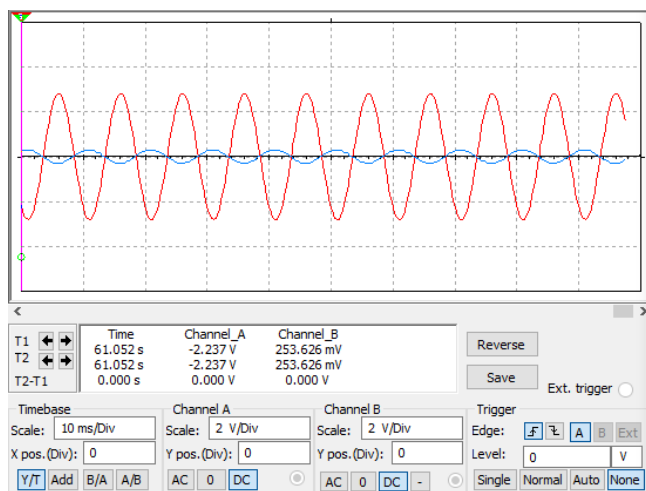 T1
T2
T2-T1
Time Channel_A Channel_B
61.052 s -2.237 V 253.626 mV
61.052 s -2.237 V 253.626 mV
0.000 s 0.000 V 0.000 V
Reverse
Save
Ext. trigger
Timebase
Scale: 10 ms/Div
X pos.(Div): 0
Y/T Add B/A A/B
Channel A
Scale: 2 V/Div
Y pos.(Div): 0
AC 0 DC
Channel B
Scale: 2 V/Div
Y pos.(Div): 0
AC 0 DC -
Trigger
Edge: A B Ext
Level: 0 V
Single Normal Auto None